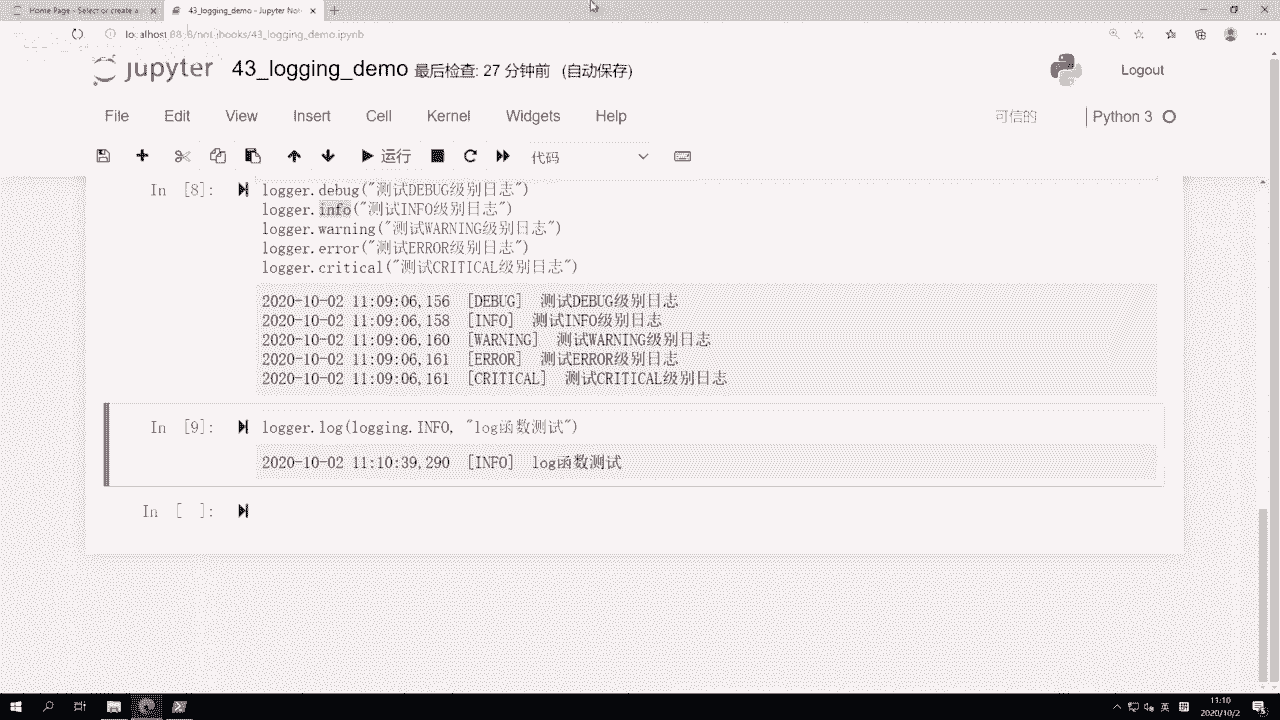 Home Page - Select or create a
43_logging_demo - Jupyter Not
localhost:8888/notebooks/43_logging_demo.ipynb
jupyter 43_logging_demo 最后检查: 27 分钟前 (自动保存)
Logout
File Edit View Insert Cell Kernel Widgets Help
可信的 Python 3
运行 代码
In [8]: logger.debug("测试DEBUG级别日志")
logger.info("测试INFO级别日志")
logger.warning("测试WARNING级别日志")
logger.error("测试ERROR级别日志")
logger.critical("测试CRITICAL级别日志")
2020-10-02 11:09:06,156 [DEBUG] 测试DEBUG级别日志
2020-10-02 11:09:06,158 [INFO] 测试INFO级别日志
2020-10-02 11:09:06,160 [WARNING] 测试WARNING级别日志
2020-10-02 11:09:06,161 [ERROR] 测试ERROR级别日志
2020-10-02 11:09:06,161 [CRITICAL] 测试CRITICAL级别日志
In [9]: logger.log(logging.INFO, "log函数测试")
2020-10-02 11:10:39,290 [INFO] log函数测试
In [ ]:
英
11:10
2020/10/2